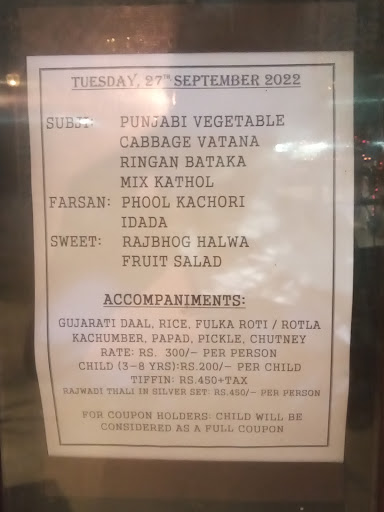 TUESDAY, 27TH SEPTEMBER 2022
SUBJI: PUNJABI VEGETABLE
CABBAGE VATANA
RINGAN BATAKA
MIX KATHOL
FARSAN: PHOOL KACHORI
IDADA
SWEET: RAJBHOG HALWA
FRUIT SALAD
ACCOMPANIMENTS:
GUJARATI DAAL, RICE, FULKA ROTI / ROTLA
KACHUMBER, PAPAD, PICKLE, CHUTNEY
RATE: RS. 300/- PER PERSON
CHILD (3-8 YRS):RS.200/- PER CHILD
TIFFIN: RS.450+TAX
RAJWADI THALI IN SILVER SET: RS.450/- PER PERSON
FOR COUPON HOLDERS: CHILD WILL BE
CONSIDERED AS A FULL COUPON